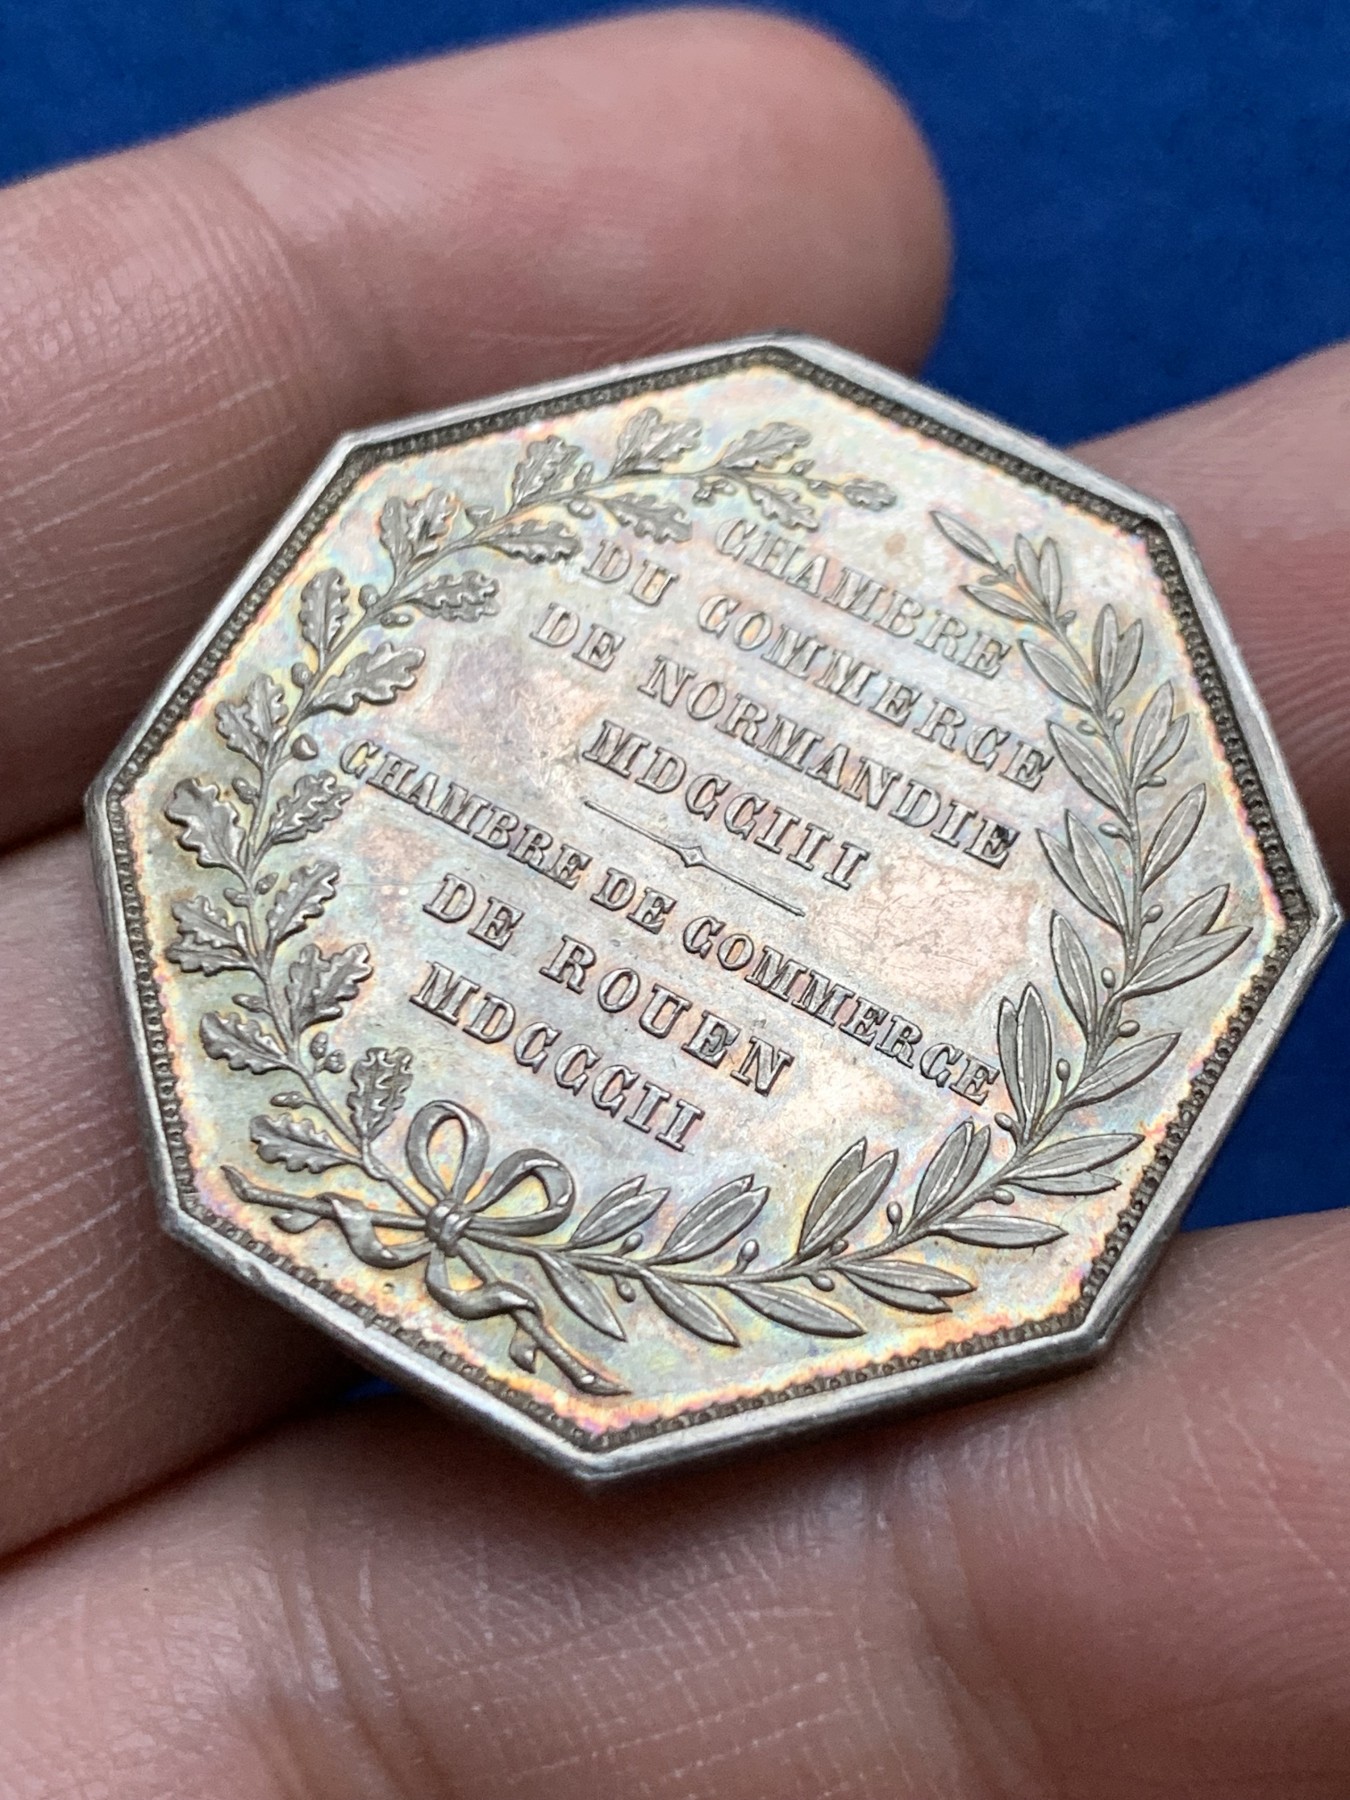 CHAMBRE
DU COMMERCE
DE NORMANDIE
MDCCIII
CHAMBRE DE COMMERCE
DE ROUEN
MDCCCII